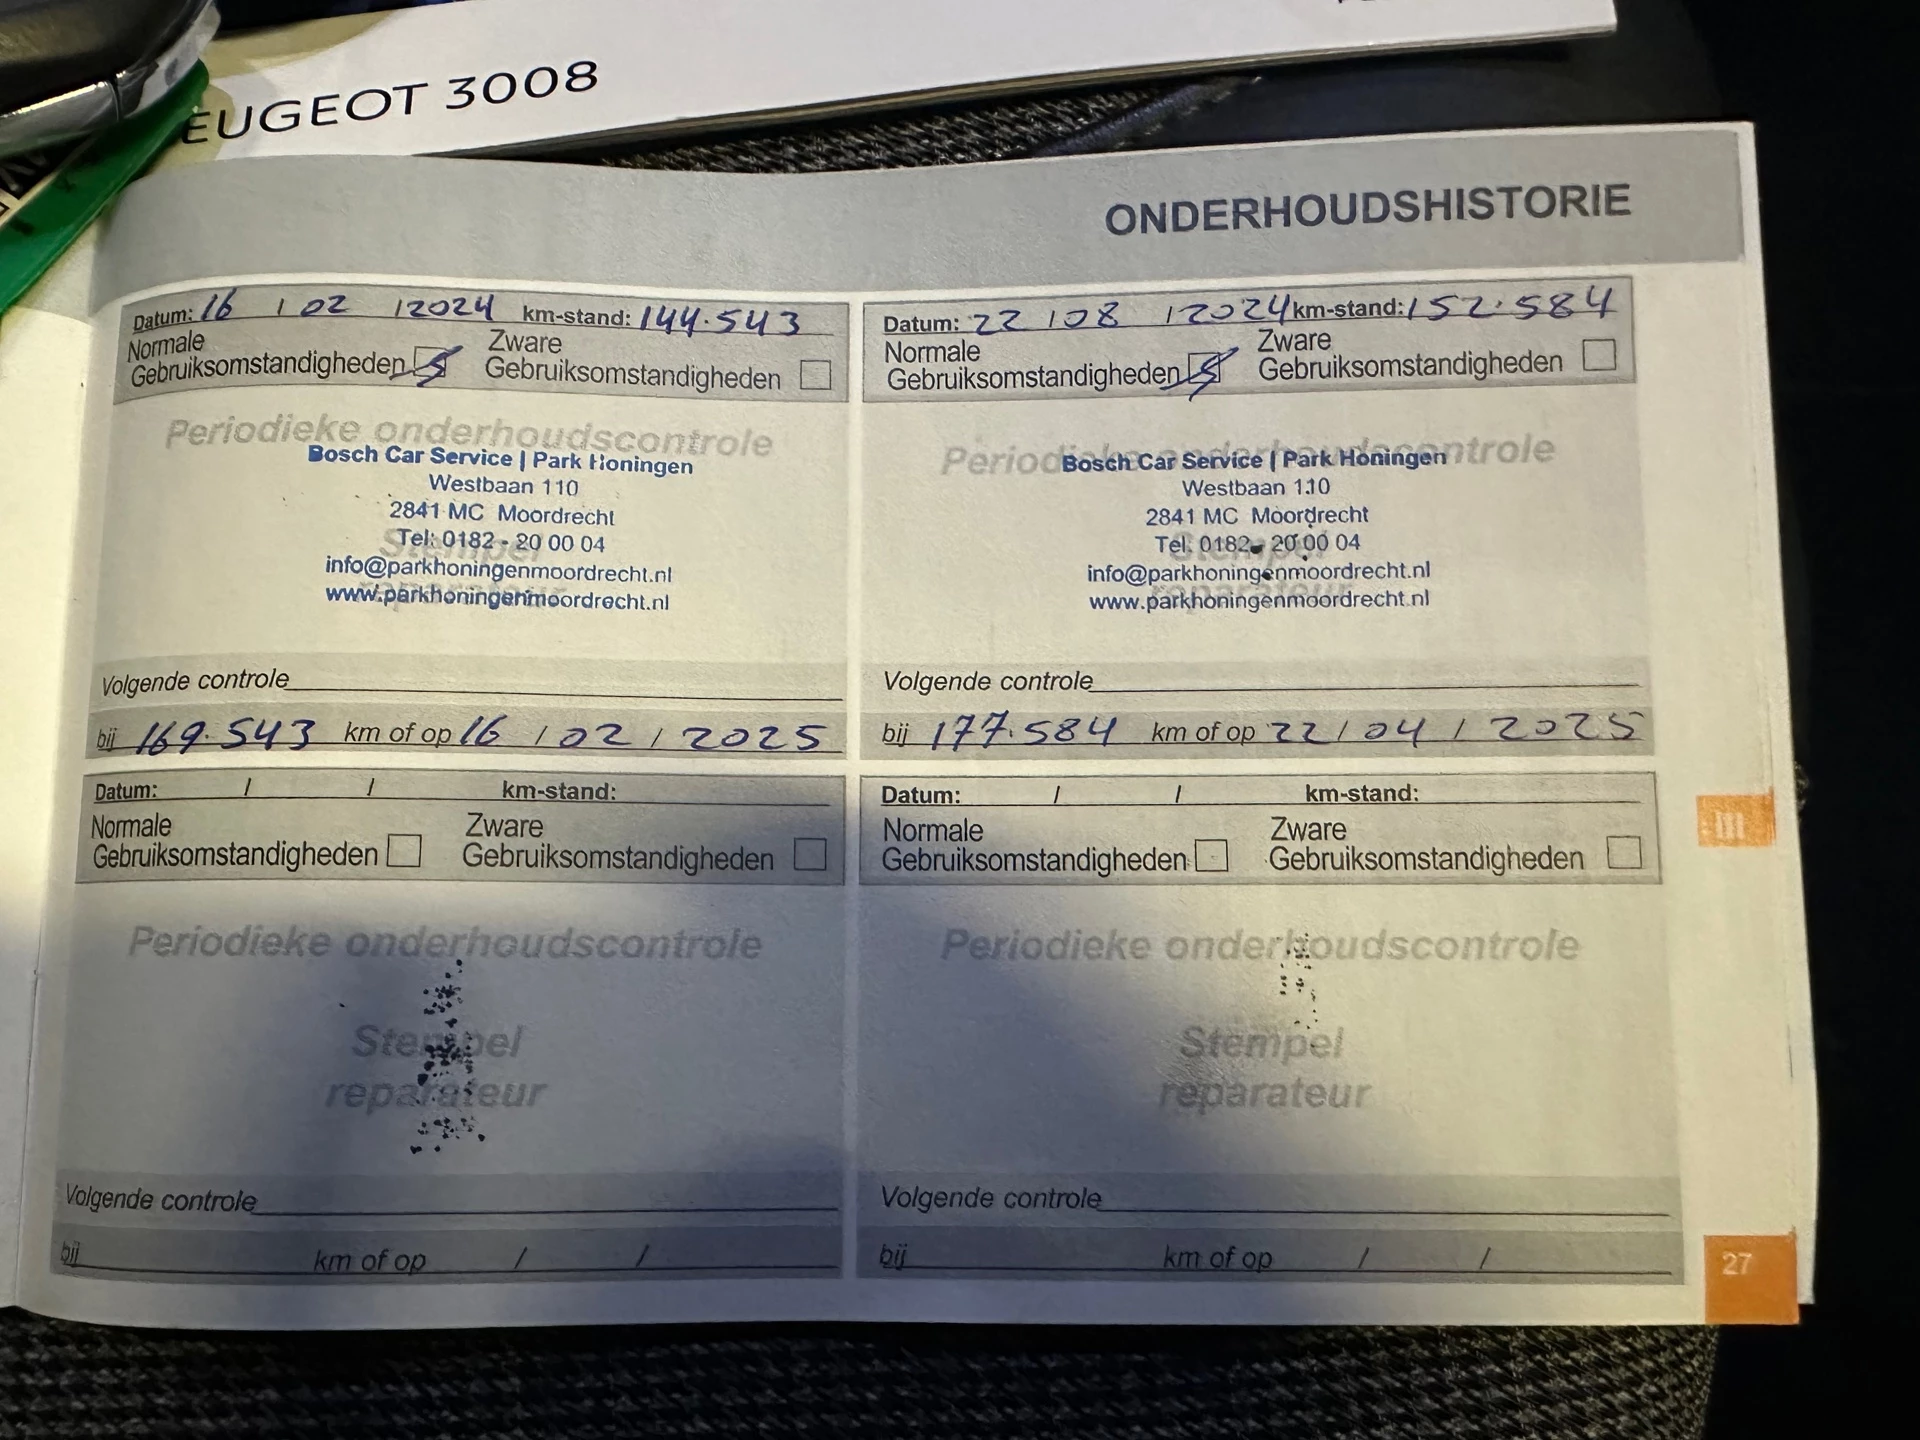 EUGEOT 3008
ONDERHOUDSHISTORIE
Datum: 16 / 02 / 2024 km-stand: 144.543
Normale
Gebruiksomstandigheden
Zware
Gebruiksomstandigheden
Periodieke onderhoudscontrole
Bosch Car Service | Park Honingen
Westbaan 110
2841 MC Moordrecht
Tel: 0182 - 20 00 04
Stempel
info@parkhoningenmoordrecht.nl
reparateur
www.parkhoningenmoordrecht.nl
Volgende controle
bij 169.543 km of op 16 / 02 / 2025
Datum: 22 / 08 / 2024 km-stand: 152.584
Normale
Gebruiksomstandigheden
Zware
Gebruiksomstandigheden
Periodieke onderhoudscontrole
Bosch Car Service | Park Honingen
Westbaan 110
2841 MC Moordrecht
Tel: 0182 - 20 00 04
Stempel
info@parkhoningenmoordrecht.nl
reparateur
www.parkhoningenmoordrecht.nl
Volgende controle
bij 177.584 km of op 22 / 04 / 2025
Datum: / / km-stand:
Normale
Gebruiksomstandigheden
Zware
Gebruiksomstandigheden
Periodieke onderhoudscontrole
Stempel
reparateur
Volgende controle
bij km of op / /
Datum: / / km-stand:
Normale
Gebruiksomstandigheden
Zware
Gebruiksomstandigheden
Periodieke onderhoudscontrole
Stempel
reparateur
Volgende controle
bij km of op / /
III
27